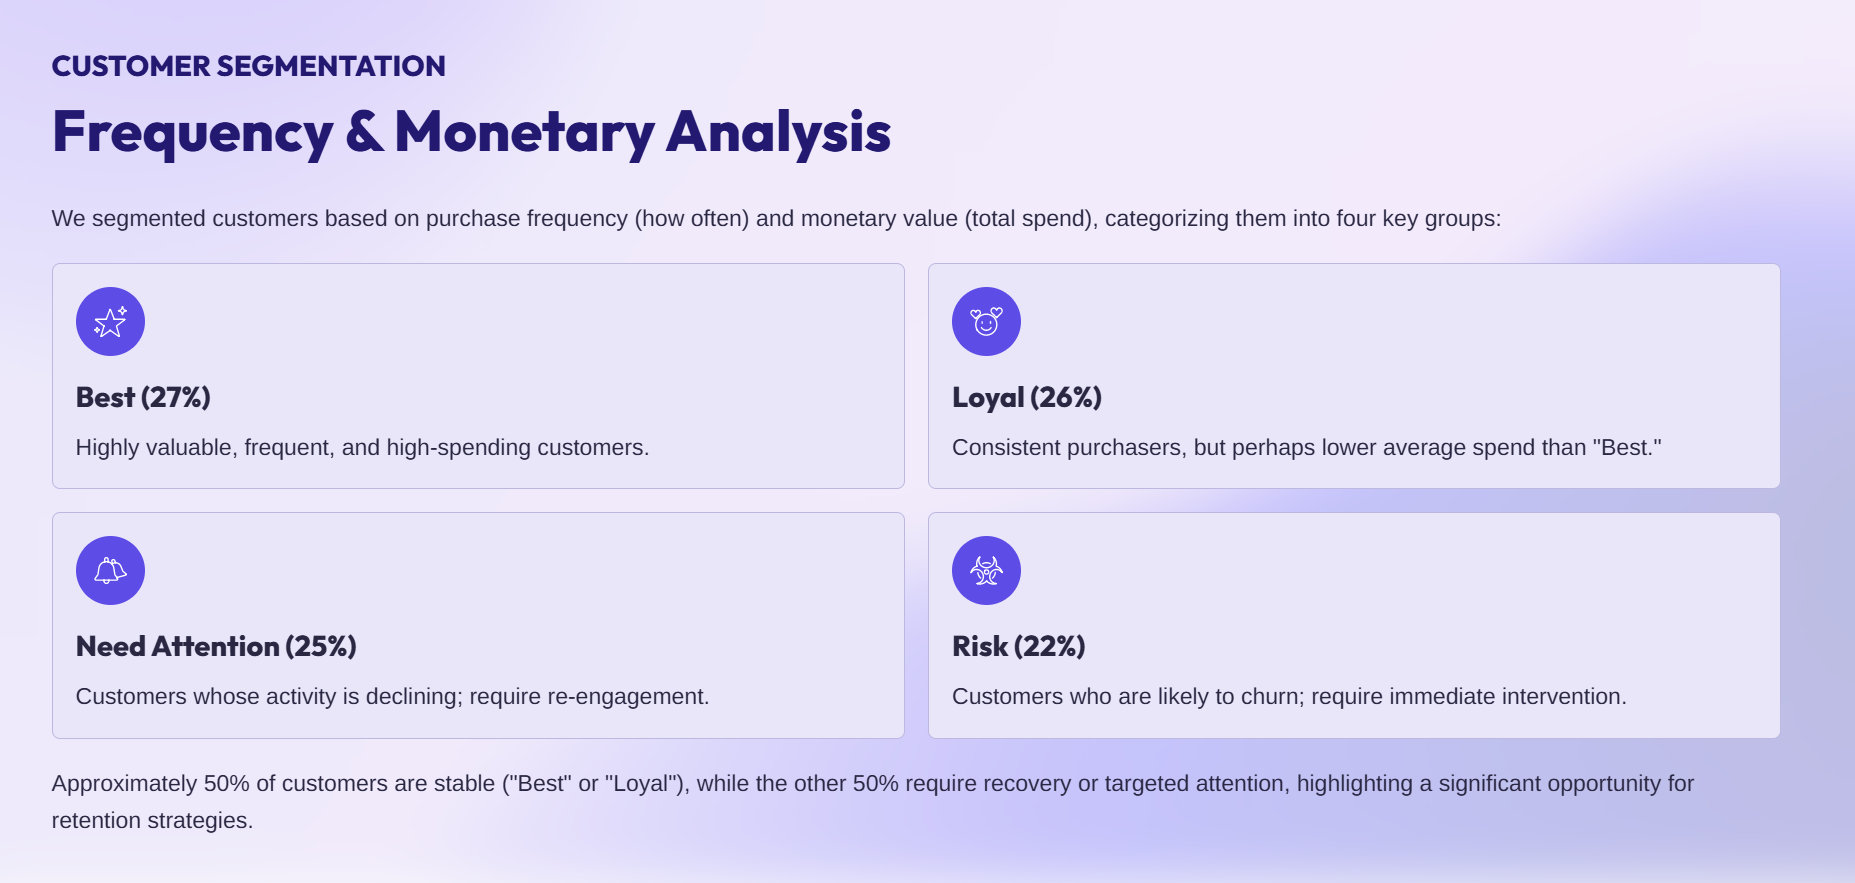 CUSTOMER SEGMENTATION
Frequency & Monetary Analysis
We segmented customers based on purchase frequency (how often) and monetary value (total spend), categorizing them into four key groups:
Best (27%)
Highly valuable, frequent, and high-spending customers.
Loyal (26%)
Consistent purchasers, but perhaps lower average spend than "Best."
Need Attention (25%)
Customers whose activity is declining; require re-engagement.
Risk (22%)
Customers who are likely to churn; require immediate intervention.
Approximately 50% of customers are stable ("Best" or "Loyal"), while the other 50% require recovery or targeted attention, highlighting a significant opportunity for
retention strategies.